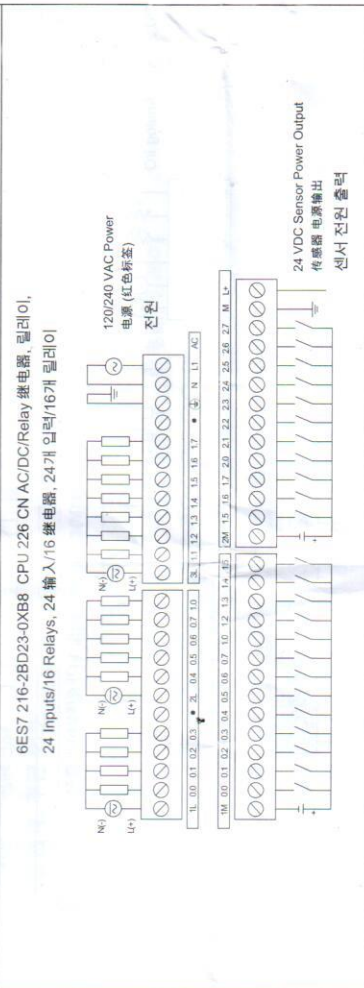 6ES7 216-2BD23-0XB8 CPU 226 CN AC/DC/Relay 继电器, 릴레이,
24 Inputs/16 Relays, 24 输入/16 继电器, 24개 입력/16개 릴레이
120/240 VAC Power
电源 (红色标签)
전원
N(-) N(-) N(-)
L(+) L(+) L(+)
1L 0.0 0.1 0.2 0.3 • 2L 0.4 0.5 0.6 0.7 1.0 3L 1.1 1.2 1.3 1.4 1.5 1.6 1.7 • ⏚ N L1 AC
1M 0.0 0.1 0.2 0.3 0.4 0.5 0.6 0.7 1.0 1.2 1.3 1.4 1.5 2M 1.5 1.6 1.7 2.0 2.1 2.2 2.3 2.4 2.5 2.6 2.7 M L+
+ +
24 VDC Sensor Power Output
传感器 电源输出
센서 전원 출력